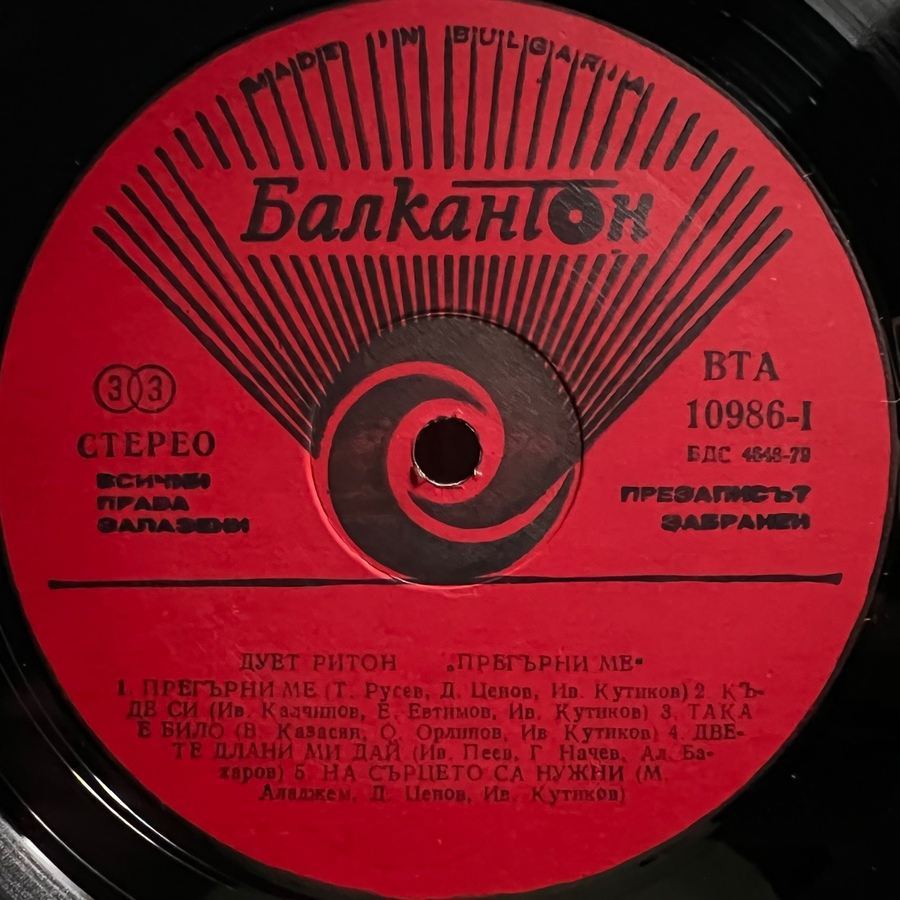 MADE IN BULGARIA
Балкантон
33
СТЕРЕО
ВСИЧКИ
ПРАВА
ЗАПАЗЕНИ
ВТА
10986-I
БДС 4648-79
ПРЕЗАПИСЪТ
ЗАБРАНЕН
ДУЕТ РИТОН „ПРЕГЪРНИ МЕ“
1. ПРЕГЪРНИ МЕ (Т. Русев, Д. Ценов, Ив. Кутиков) 2. КЪ-
ДЕ СИ (Ив. Калчинов, Е. Евтимов, Ив. Кутиков) 3. ТАКА
Е БИЛО (В. Казасян, О. Орлинов, Ив. Кутиков) 4. ДВЕ-
ТЕ ДЛАНИ МИ ДАЙ (Ив. Пеев, Г. Начев, Ал. Ба-
харов) 5. НА СЪРЦЕТО СА НУЖНИ (М.
Аладжем, Д. Ценов, Ив. Кутиков)